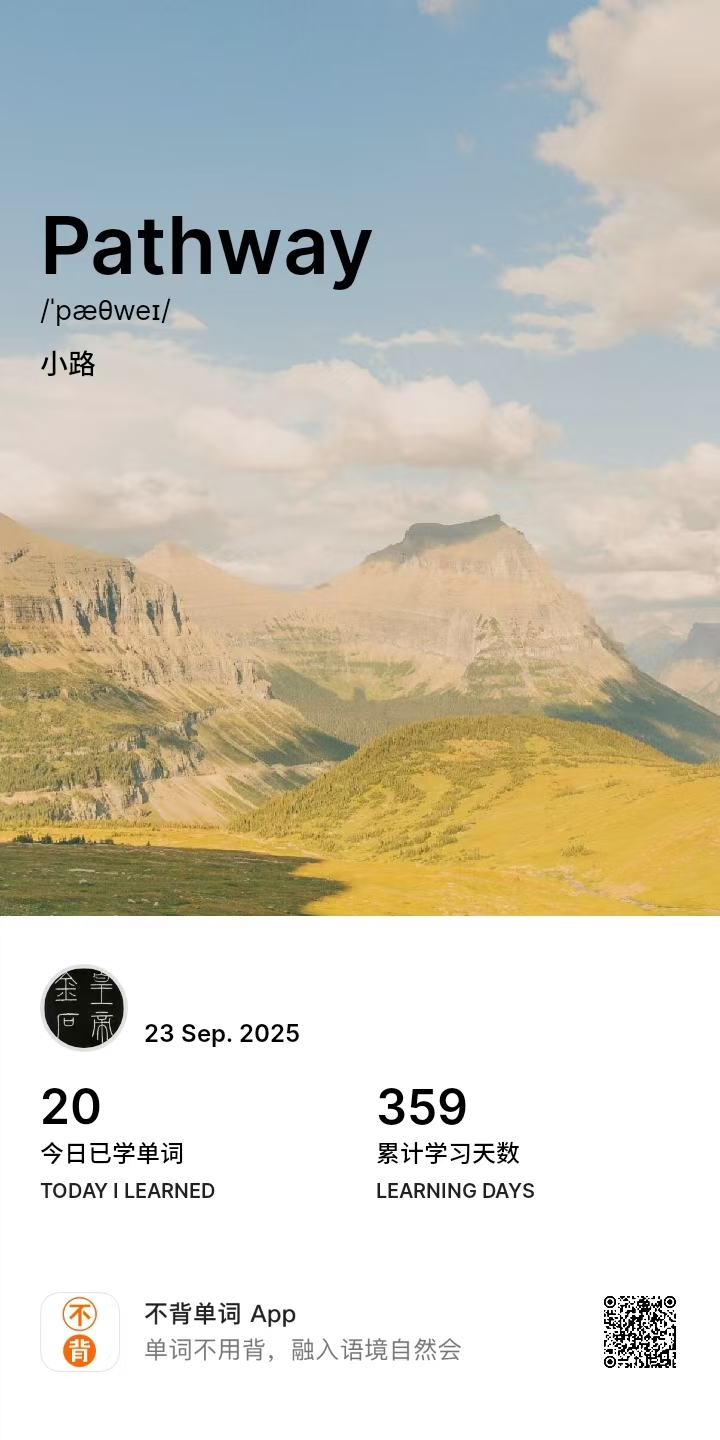 Pathway
/ˈpæθweɪ/
小路
皇帝
金石
23 Sep. 2025
20
今日已学单词
TODAY I LEARNED
359
累计学习天数
LEARNING DAYS
不背
不背单词 App
单词不用背，融入语境自然会